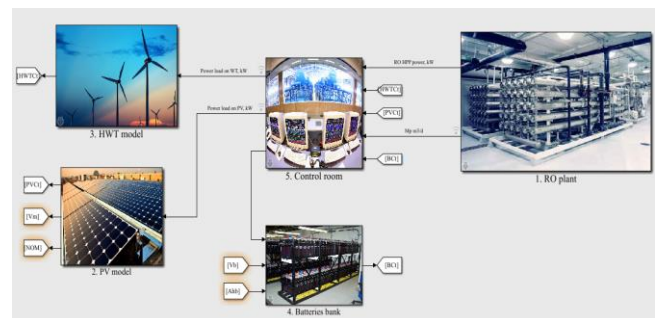 [HWTCt]
Power load on WT, kW
RO HPP power, kW
[HWTCt]
Power load on PV, kW
[PVCt]
3. HWT model
Mp m3/d
[BCt]
5. Control room
1. RO plant
[PVCt]
[Vm]
[NOM]
2. PV model
[Vb]
[BCt]
[Ahb]
4. Batteries bank